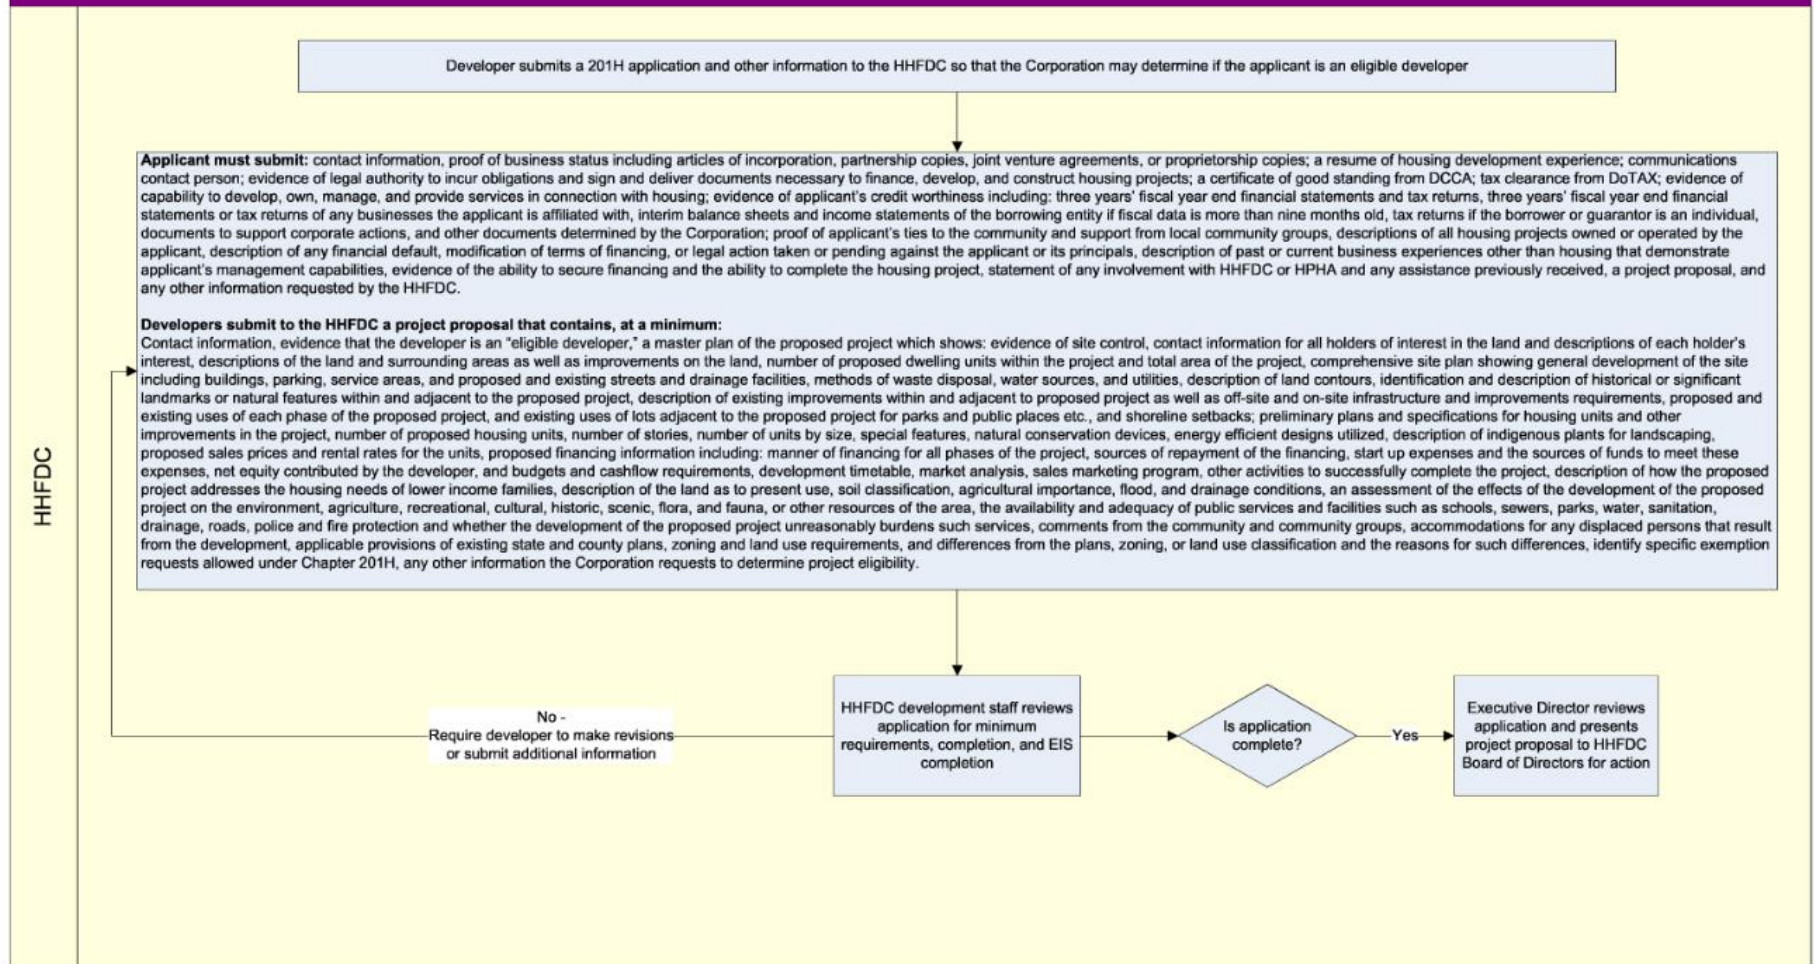 HHFDC
Developer submits a 201H application and other information to the HHFDC so that the Corporation may determine if the applicant is an eligible developer
Applicant must submit: contact information, proof of business status including articles of incorporation, partnership copies, joint venture agreements, or proprietorship copies; a resume of housing development experience; communications
contact person; evidence of legal authority to incur obligations and sign and deliver documents necessary to finance, develop, and construct housing projects; a certificate of good standing from DCCA; tax clearance from DoTAX; evidence of
capability to develop, own, manage, and provide services in connection with housing; evidence of applicant's credit worthiness including: three years' fiscal year end financial statements and tax returns, three years' fiscal year end financial
statements or tax returns of any businesses the applicant is affiliated with, interim balance sheets and income statements of the borrowing entity if fiscal data is more than nine months old, tax returns if the borrower or guarantor is an individual,
documents to support corporate actions, and other documents determined by the Corporation; proof of applicant's ties to the community and support from local community groups, descriptions of all housing projects owned or operated by the
applicant, description of any financial default, modification of terms of financing, or legal action taken or pending against the applicant or its principals, description of past or current business experiences other than housing that demonstrate
applicant's management capabilities, evidence of the ability to secure financing and the ability to complete the housing project, statement of any involvement with HHFDC or HPHA and any assistance previously received, a project proposal, and
any other information requested by the HHFDC.
Developers submit to the HHFDC a project proposal that contains, at a minimum:
Contact information, evidence that the developer is an "eligible developer," a master plan of the proposed project which shows: evidence of site control, contact information for all holders of interest in the land and descriptions of each holder's
interest, descriptions of the land and surrounding areas as well as improvements on the land, number of proposed dwelling units within the project and total area of the project, comprehensive site plan showing general development of the site
including buildings, parking, service areas, and proposed and existing streets and drainage facilities, methods of waste disposal, water sources, and utilities, description of land contours, identification and description of historical or significant
landmarks or natural features within and adjacent to the proposed project, description of existing improvements within and adjacent to proposed project as well as off-site and on-site infrastructure and improvements requirements, proposed and
existing uses of each phase of the proposed project, and existing uses of lots adjacent to the proposed project for parks and public places etc., and shoreline setbacks; preliminary plans and specifications for housing units and other
improvements in the project, number of proposed housing units, number of stories, number of units by size, special features, natural conservation devices, energy efficient designs utilized, description of indigenous plants for landscaping,
proposed sales prices and rental rates for the units, proposed financing information including: manner of financing for all phases of the project, sources of repayment of the financing, start up expenses and the sources of funds to meet these
expenses, net equity contributed by the developer, and budgets and cashflow requirements, development timetable, market analysis, sales marketing program, other activities to successfully complete the project, description of how the proposed
project addresses the housing needs of lower income families, description of the land as to present use, soil classification, agricultural importance, flood, and drainage conditions, an assessment of the effects of the development of the proposed
project on the environment, agriculture, recreational, cultural, historic, scenic, flora, and fauna, or other resources of the area, the availability and adequacy of public services and facilities such as schools, sewers, parks, water, sanitation,
drainage, roads, police and fire protection and whether the development of the proposed project unreasonably burdens such services, comments from the community and community groups, accommodations for any displaced persons that result
from the development, applicable provisions of existing state and county plans, zoning and land use requirements, and differences from the plans, zoning, or land use classification and the reasons for such differences, identify specific exemption
requests allowed under Chapter 201H, any other information the Corporation requests to determine project eligibility.
No -
Require developer to make revisions
or submit additional information
HHFDC development staff reviews
application for minimum
requirements, completion, and EIS
completion
Is application
complete?
Yes
Executive Director reviews
application and presents
project proposal to HHFDC
Board of Directors for action